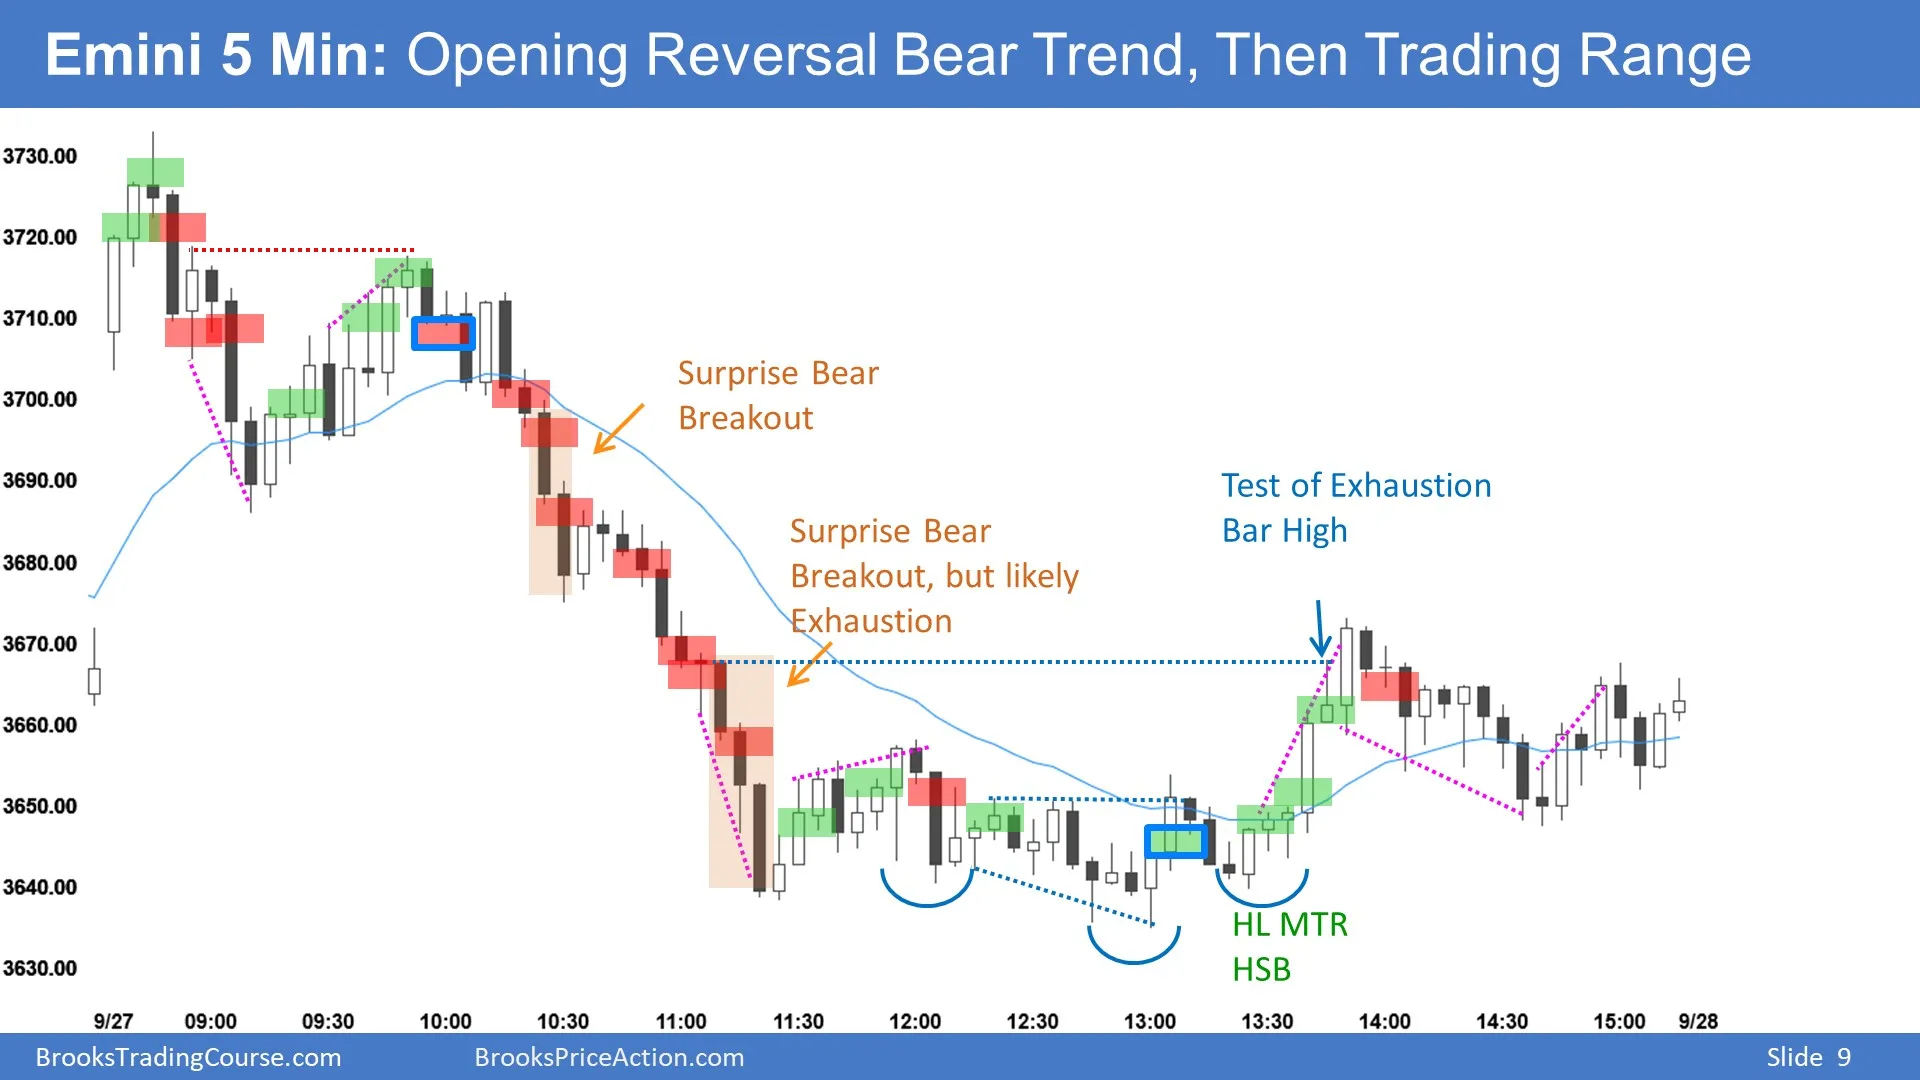 Emini 5 Min: Opening Reversal Bear Trend, Then Trading Range
3730.00
3720.00
3710.00
3700.00
3690.00
3680.00
3670.00
3660.00
3650.00
3640.00
3630.00
Surprise Bear
Breakout
Surprise Bear
Breakout, but likely
Exhaustion
Test of Exhaustion
Bar High
HL MTR
HSB
9/27 09:00 09:30 10:00 10:30 11:00 11:30 12:00 12:30 13:00 13:30 14:00 14:30 15:00 9/28
BrooksTradingCourse.com BrooksPriceAction.com Slide 9